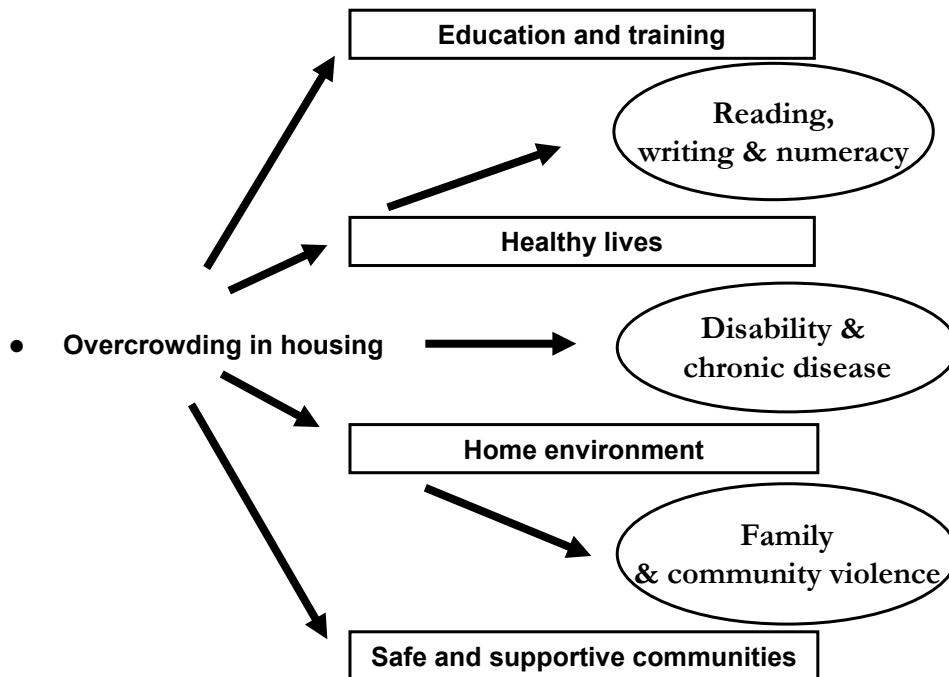 Education and training
Reading,
writing & numeracy
Healthy lives
Disability &
• Overcrowding in housing
chronic disease
Home environment
Family
& community violence
Safe and supportive communities